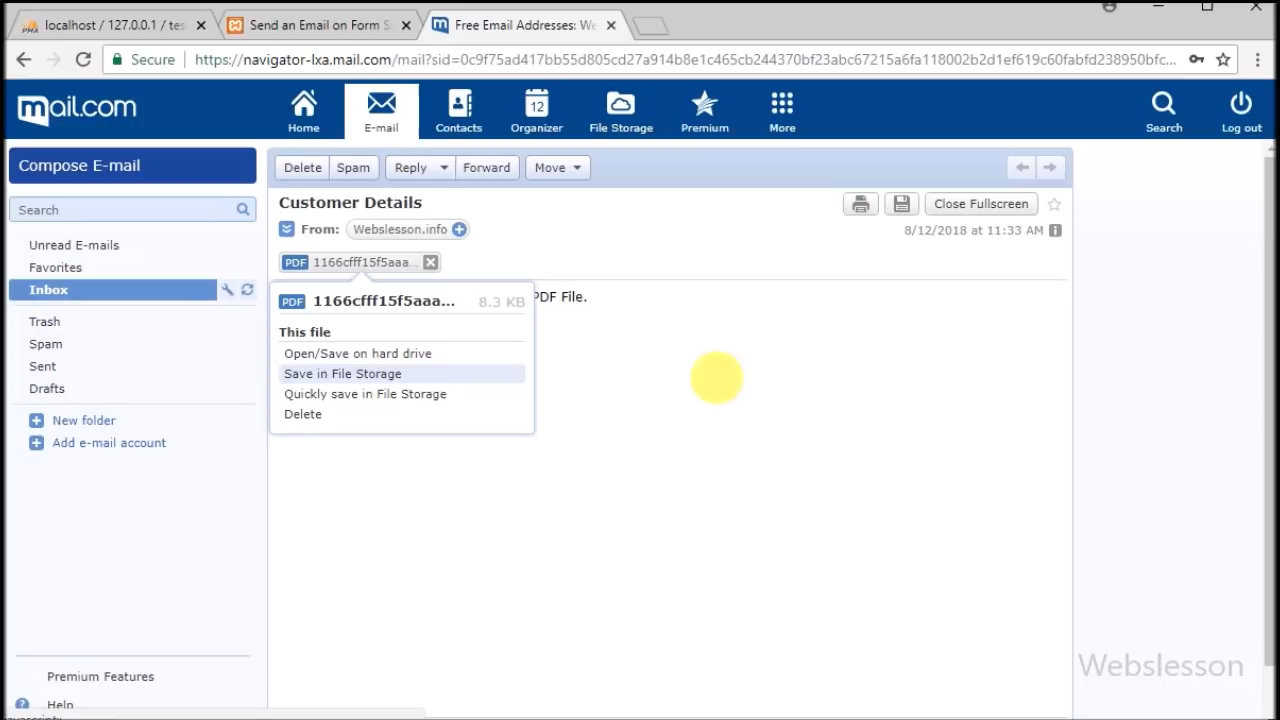 localhost / 127.0.0.1 / tes
Send an Email on Form S
Free Email Addresses: We
Secure
https://navigator-lxa.mail.com/mail?sid=0c9f75ad417bb55d805cd27a914b8e1c465cb244370bf23abc67215a6fa118002b2d1ef619c60fabfd238950bfc...
mail.com
Home
E-mail
Contacts
12
Organizer
File Storage
Premium
More
Search
Log out
Compose E-mail
Search
Unread E-mails
Favorites
Inbox
Trash
Spam
Sent
Drafts
New folder
Add e-mail account
Premium Features
Help
Delete Spam Reply Forward Move
Customer Details
Close Fullscreen
From: Webslesson.info
8/12/2018 at 11:33 AM
PDF 1166cfff15f5aaa...
PDF File.
PDF 1166cfff15f5aaa... 8.3 KB
This file
Open/Save on hard drive
Save in File Storage
Quickly save in File Storage
Delete
Webslesson